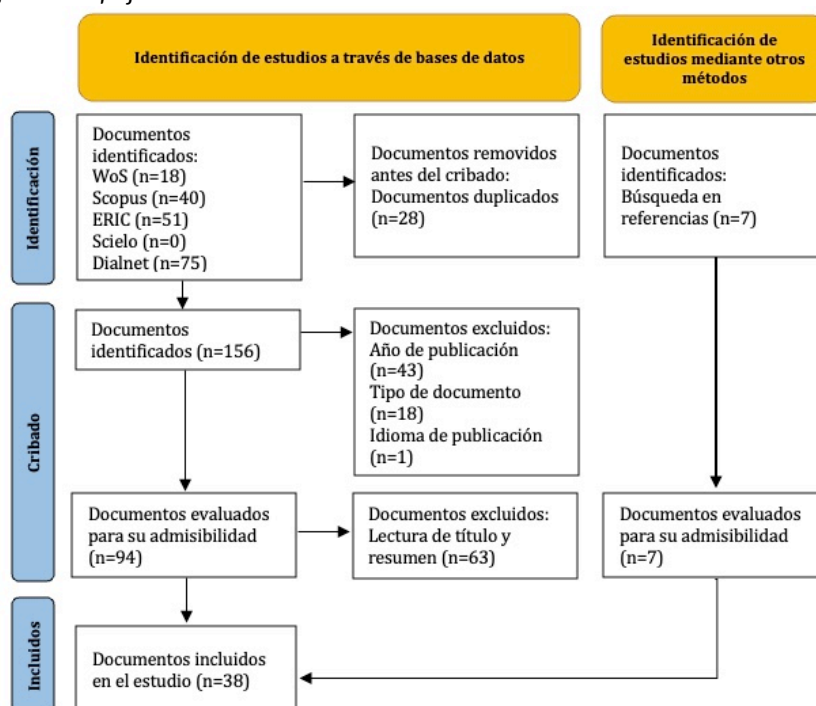 Identificación de estudios a través de bases de datos
Identificación de
estudios mediante otros
métodos
Identificación
Documentos
identificados:
WoS (n=18)
Scopus (n=40)
ERIC (n=51)
Scielo (n=0)
Dialnet (n=75)
Documentos removidos
antes del cribado:
Documentos duplicados
(n=28)
Documentos
identificados:
Búsqueda en
referencias (n=7)
Cribado
Documentos
identificados (n=156)
Documentos excluidos:
Año de publicación
(n=43)
Tipo de documento
(n=18)
Idioma de publicación
(n=1)
Documentos evaluados
para su admisibilidad
(n=94)
Documentos excluidos:
Lectura de título y
resumen (n=63)
Documentos evaluados
para su admisibilidad
(n=7)
Incluidos
Documentos incluidos
en el estudio (n=38)